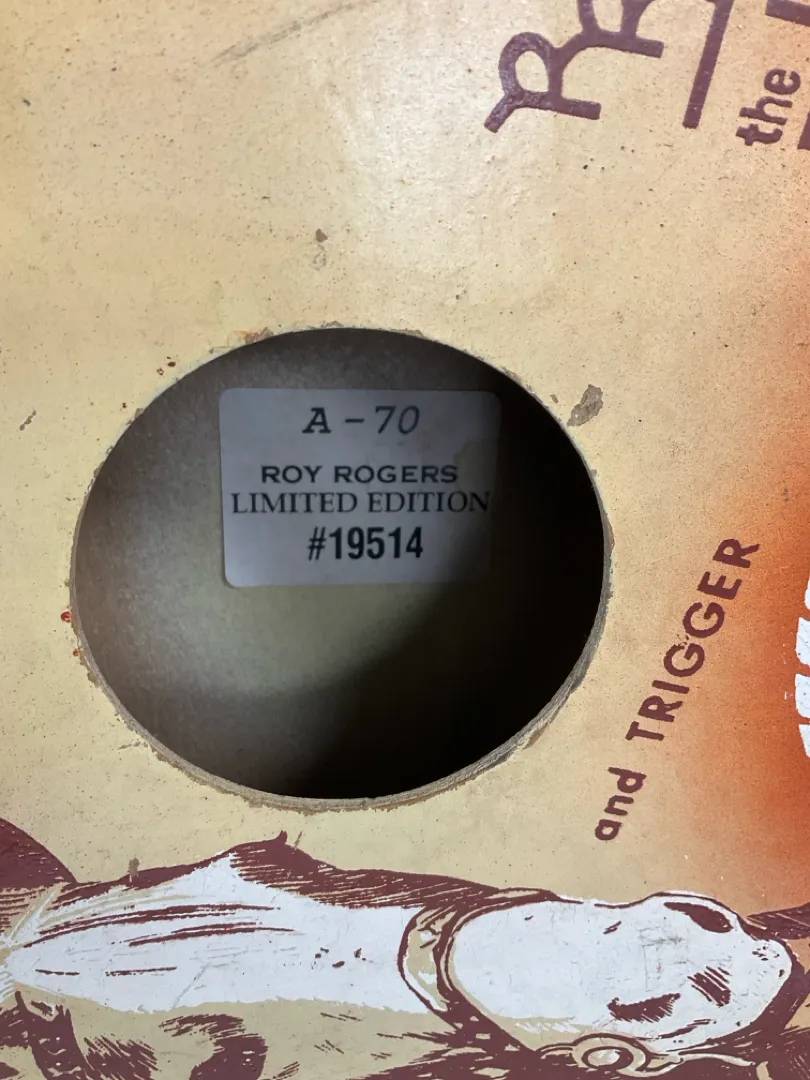 A-70
ROY ROGERS
LIMITED EDITION
#19514
the
and TRIGGER